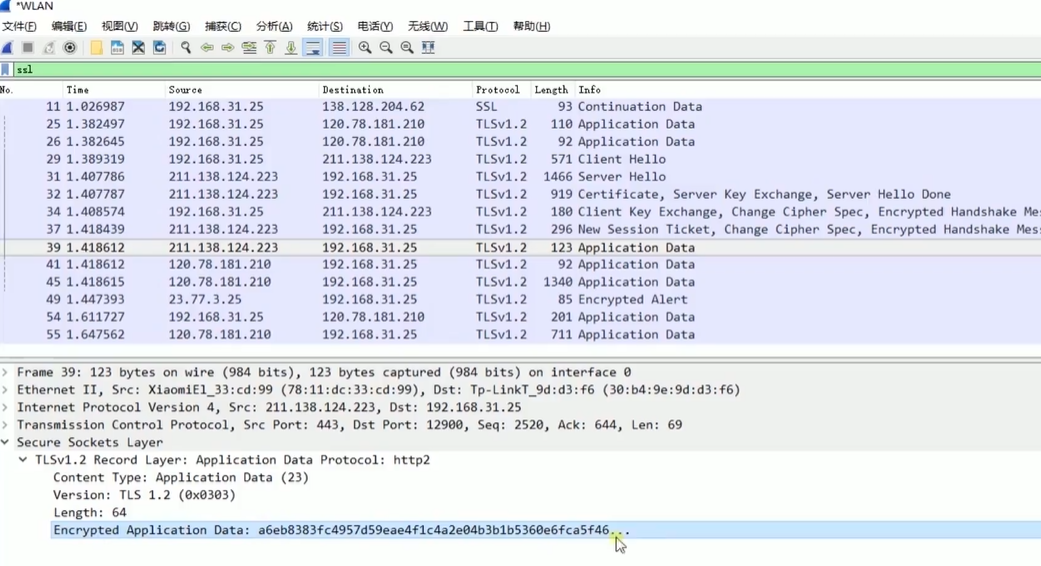 *WLAN
文件(F) 编辑(E) 视图(V) 跳转(G) 捕获(C) 分析(A) 统计(S) 电话(Y) 无线(W) 工具(T) 帮助(H)
ssl
No. Time Source Destination Protocol Length Info
11 1.026987 192.168.31.25 138.128.204.62 SSL 93 Continuation Data
25 1.382497 192.168.31.25 120.78.181.210 TLSv1.2 110 Application Data
26 1.382645 192.168.31.25 120.78.181.210 TLSv1.2 92 Application Data
29 1.389319 192.168.31.25 211.138.124.223 TLSv1.2 571 Client Hello
31 1.407786 211.138.124.223 192.168.31.25 TLSv1.2 1466 Server Hello
32 1.407787 211.138.124.223 192.168.31.25 TLSv1.2 919 Certificate, Server Key Exchange, Server Hello Done
34 1.408574 192.168.31.25 211.138.124.223 TLSv1.2 180 Client Key Exchange, Change Cipher Spec, Encrypted Handshake Me
37 1.418439 211.138.124.223 192.168.31.25 TLSv1.2 296 New Session Ticket, Change Cipher Spec, Encrypted Handshake Mes
39 1.418612 211.138.124.223 192.168.31.25 TLSv1.2 123 Application Data
41 1.418612 120.78.181.210 192.168.31.25 TLSv1.2 92 Application Data
45 1.418615 120.78.181.210 192.168.31.25 TLSv1.2 1340 Application Data
49 1.447393 23.77.3.25 192.168.31.25 TLSv1.2 85 Encrypted Alert
54 1.611727 192.168.31.25 120.78.181.210 TLSv1.2 201 Application Data
55 1.647562 120.78.181.210 192.168.31.25 TLSv1.2 711 Application Data
Frame 39: 123 bytes on wire (984 bits), 123 bytes captured (984 bits) on interface 0
Ethernet II, Src: XiaomiEl_33:cd:99 (78:11:dc:33:cd:99), Dst: Tp-LinkT_9d:d3:f6 (30:b4:9e:9d:d3:f6)
Internet Protocol Version 4, Src: 211.138.124.223, Dst: 192.168.31.25
Transmission Control Protocol, Src Port: 443, Dst Port: 12900, Seq: 2520, Ack: 644, Len: 69
Secure Sockets Layer
TLSv1.2 Record Layer: Application Data Protocol: http2
Content Type: Application Data (23)
Version: TLS 1.2 (0x0303)
Length: 64
Encrypted Application Data: a6eb8383fc4957d59eae4f1c4a2e04b3b1b5360e6fca5f46...